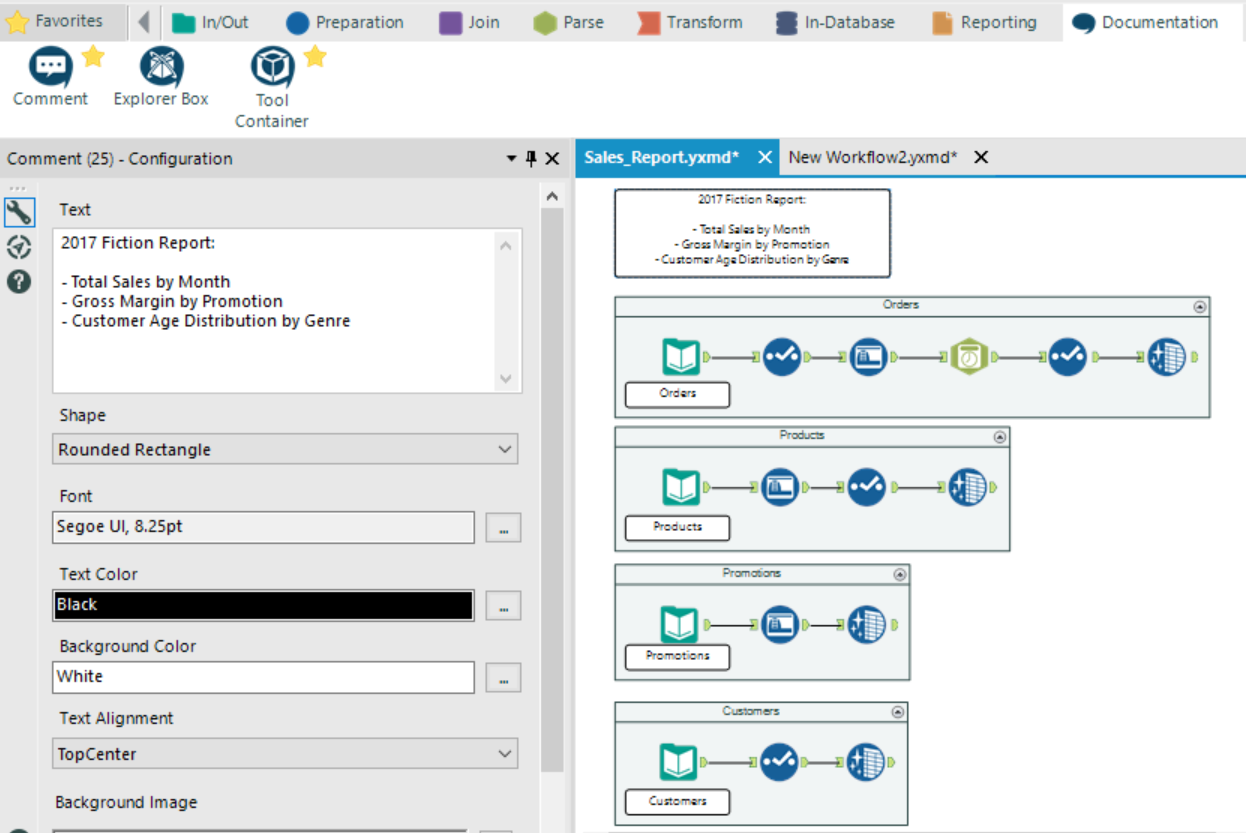 Favorites
In/Out
Preparation
Join
Parse
Transform
In-Database
Reporting
Documentation
Comment
Explorer Box
Tool
Container
Comment (25) - Configuration
Text
2017 Fiction Report:
- Total Sales by Month
- Gross Margin by Promotion
- Customer Age Distribution by Genre
Shape
Rounded Rectangle
Font
Segoe UI, 8.25pt
...
Text Color
Black
...
Background Color
White
...
Text Alignment
TopCenter
Background Image
Sales_Report.yxmd*
New Workflow2.yxmd*
2017 Fiction Report:
- Total Sales by Month
- Gross Margin by Promotion
- Customer Age Distribution by Genre
Orders
Orders
Products
Products
Promotions
Promotions
Customers
Customers